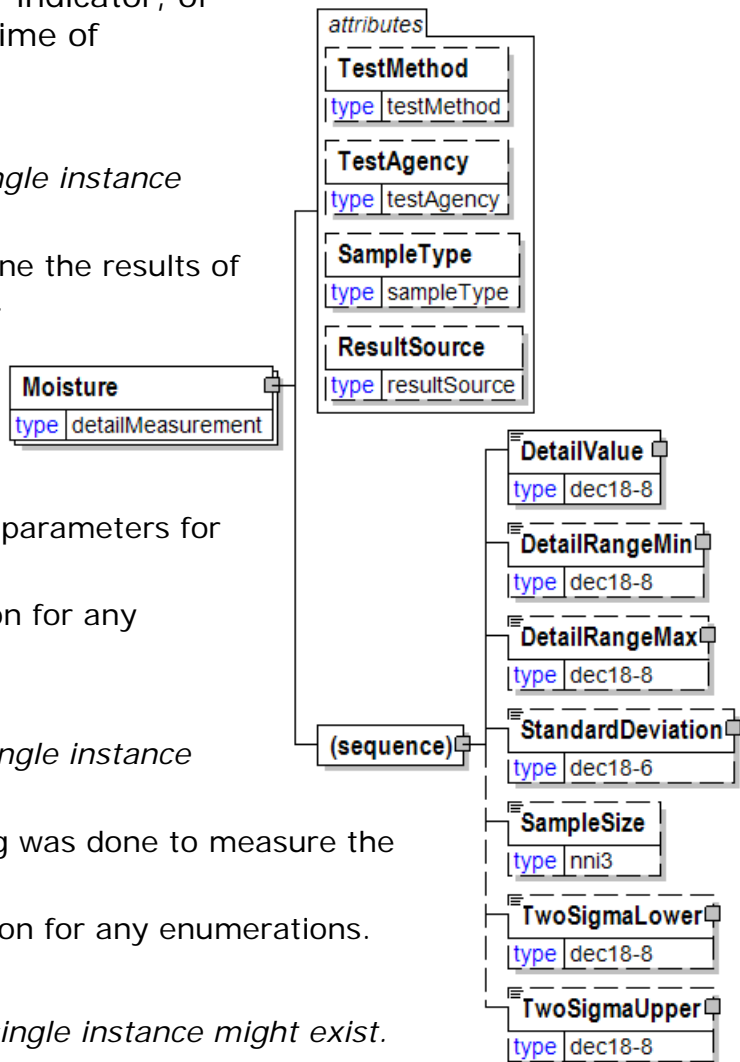 indicator, or
ime of
ngle instance
ne the results of
parameters for
on for any
ngle instance
g was done to measure the
on for any enumerations.
single instance might exist.
attributes
TestMethod
type testMethod
TestAgency
type testAgency
SampleType
type sampleType
ResultSource
type resultSource
Moisture
type detailMeasurement
(sequence)
DetailValue
type dec18-8
DetailRangeMin
type dec18-8
DetailRangeMax
type dec18-8
StandardDeviation
type dec18-6
SampleSize
type nni3
TwoSigmaLower
type dec18-8
TwoSigmaUpper
type dec18-8